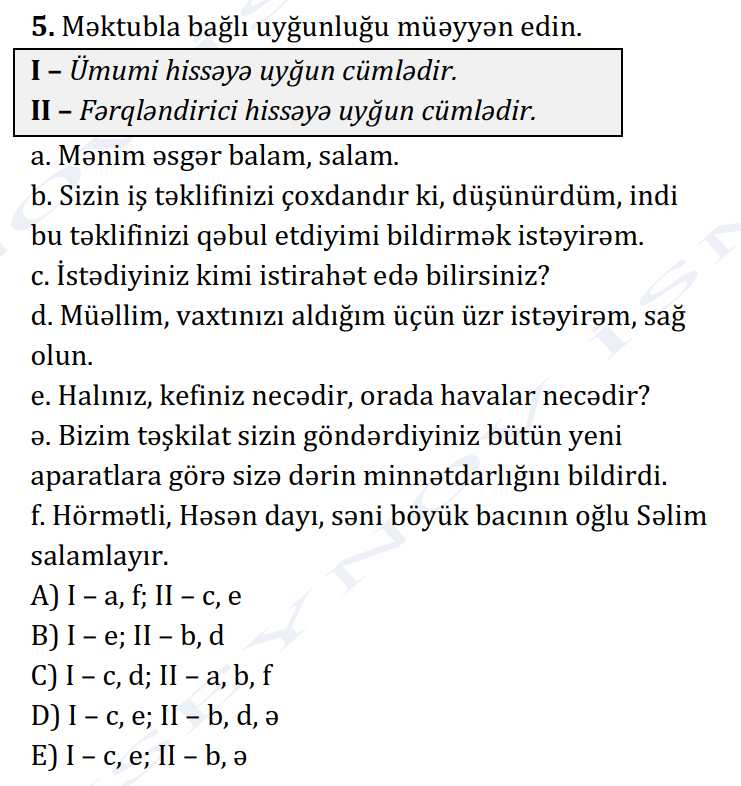 5. Məktubla bağlı uyğunluğu müəyyən edin.
I – Ümumi hissəyə uyğun cümlədir.
II – Fərqləndirici hissəyə uyğun cümlədir.
a. Mənim əsgər balam, salam.
b. Sizin iş təklifinizi çoxdandır ki, düşünürdüm, indi
bu təklifinizi qəbul etdiyimi bildirmək istəyirəm.
c. İstədiyiniz kimi istirahət edə bilirsiniz?
d. Müəllim, vaxtınızı aldığım üçün üzr istəyirəm, sağ
olun.
e. Halınız, kefiniz necədir, orada havalar necədir?
ə. Bizim təşkilat sizin göndərdiyiniz bütün yeni
aparatlara görə sizə dərin minnətdarlığını bildirdi.
f. Hörmətli, Həsən dayı, səni böyük bacının oğlu Səlim
salamlayır.
A) I – a, f; II – c, e
B) I – e; II – b, d
C) I – c, d; II – a, b, f
D) I – c, e; II – b, d, ə
E) I – c, e; II – b, ə